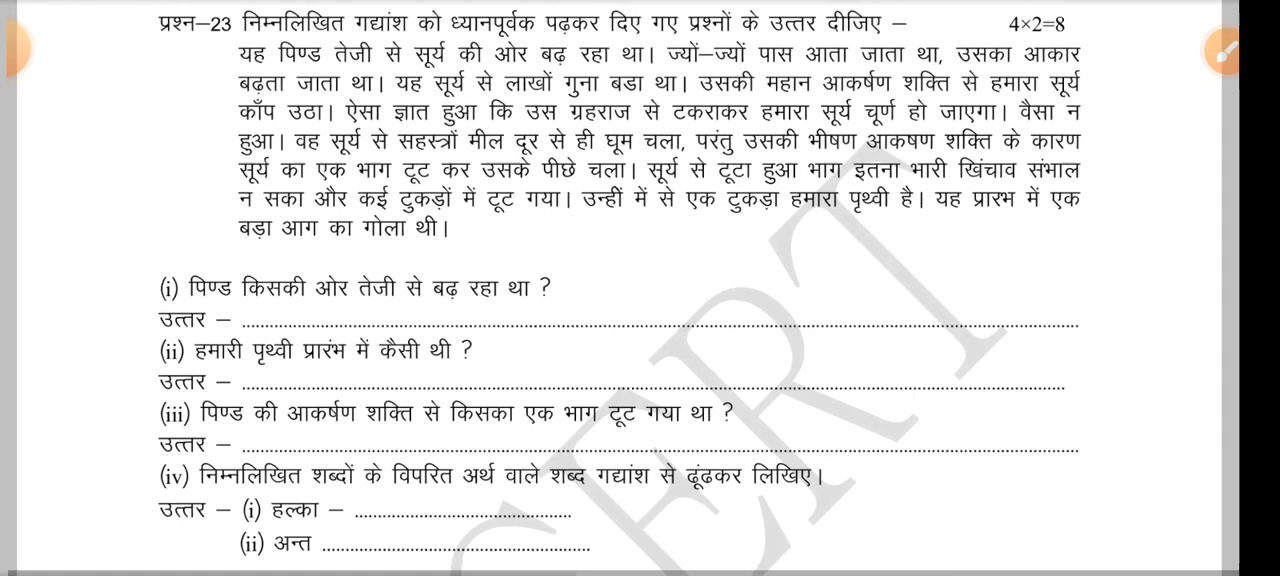 प्रश्न–23 निम्नलिखित गद्यांश को ध्यानपूर्वक पढ़कर दिए गए प्रश्नों के उत्तर दीजिए – 4×2=8
यह पिण्ड तेजी से सूर्य की ओर बढ़ रहा था। ज्यों–ज्यों पास आता जाता था, उसका आकार
बढ़ता जाता था। यह सूर्य से लाखों गुना बडा था। उसकी महान आकर्षण शक्ति से हमारा सूर्य
काँप उठा। ऐसा ज्ञात हुआ कि उस ग्रहराज से टकराकर हमारा सूर्य चूर्ण हो जाएगा। वैसा न
हुआ। वह सूर्य से सहस्त्रों मील दूर से ही घूम चला, परंतु उसकी भीषण आकषण शक्ति के कारण
सूर्य का एक भाग टूट कर उसके पीछे चला। सूर्य से टूटा हुआ भाग इतना भारी खिंचाव संभाल
न सका और कई टुकड़ों में टूट गया। उन्हीं में से एक टुकड़ा हमारा पृथ्वी है। यह प्रारभ में एक
बड़ा आग का गोला थी।
(i) पिण्ड किसकी ओर तेजी से बढ़ रहा था ?
उत्तर – ........................................................................................................
(ii) हमारी पृथ्वी प्रारंभ में कैसी थी ?
उत्तर – ........................................................................................................
(iii) पिण्ड की आकर्षण शक्ति से किसका एक भाग टूट गया था ?
उत्तर – ........................................................................................................
(iv) निम्नलिखित शब्दों के विपरित अर्थ वाले शब्द गद्यांश से ढूंढकर लिखिए।
उत्तर – (i) हल्का – ...............................................
(ii) अन्त ..........................................................
ERT